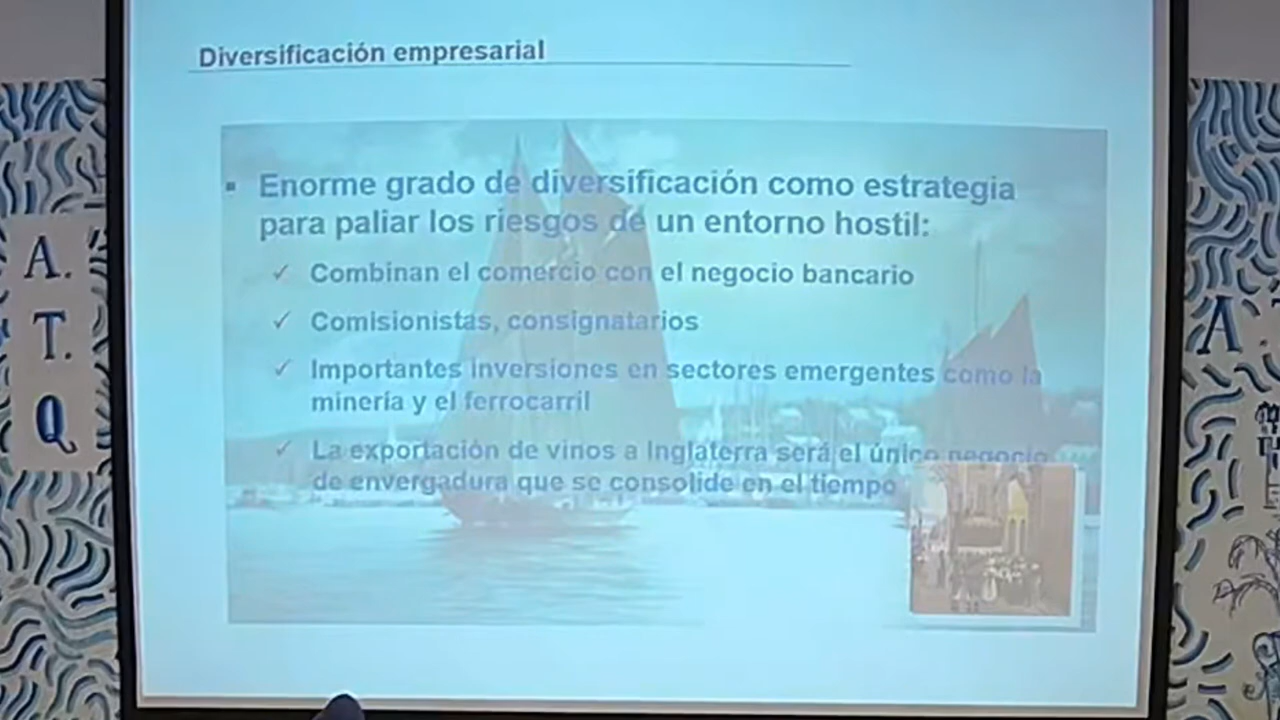 Diversificación empresarial
Enorme grado de diversificación como estrategia
para paliar los riesgos de un entorno hostil:
Combinan el comercio con el negocio bancario
Comisionistas, consignatarios
Importantes inversiones en sectores emergentes como la
minería y el ferrocarril
La exportación de vinos a Inglaterra será el único negocio
de envergadura que se consolide en el tiempo
A.
T.
Q
A